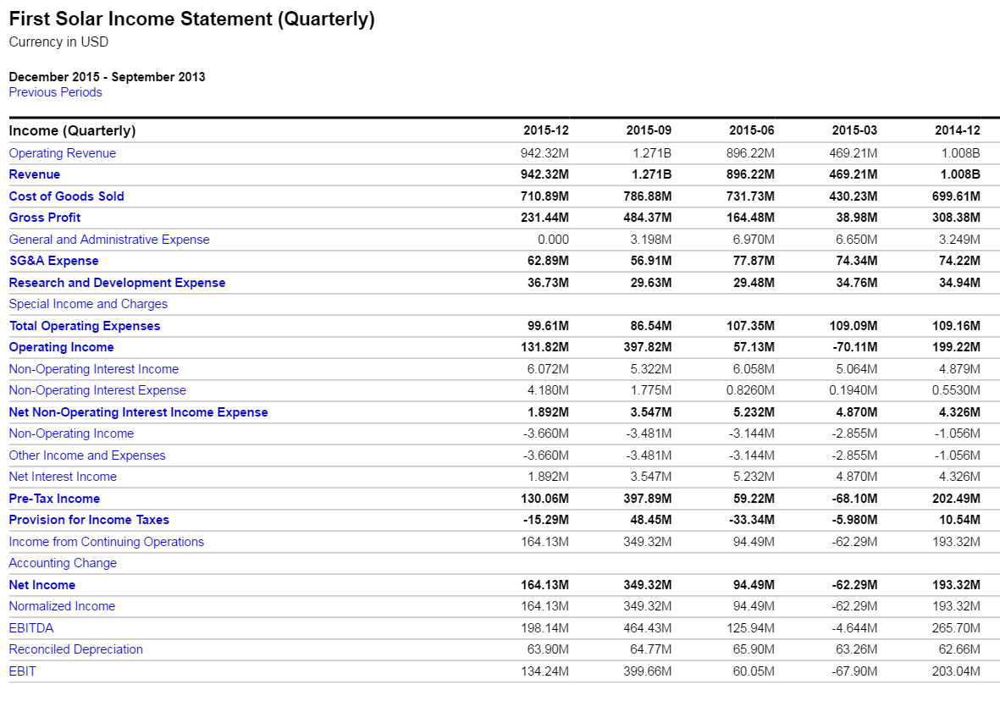 First Solar Income Statement (Quarterly)
Currency in USD
December 2015 - September 2013
Previous Periods
Income (Quarterly) 2015-12 2015-09 2015-06 2015-03 2014-12
Operating Revenue 942.32M 1.271B 896.22M 469.21M 1.008B
Revenue 942.32M 1.271B 896.22M 469.21M 1.008B
Cost of Goods Sold 710.89M 786.88M 731.73M 430.23M 699.61M
Gross Profit 231.44M 484.37M 164.48M 38.98M 308.38M
General and Administrative Expense 0.000 3.198M 6.970M 6.650M 3.249M
SG&A Expense 62.89M 56.91M 77.87M 74.34M 74.22M
Research and Development Expense 36.73M 29.63M 29.48M 34.76M 34.94M
Special Income and Charges
Total Operating Expenses 99.61M 86.54M 107.35M 109.09M 109.16M
Operating Income 131.82M 397.82M 57.13M -70.11M 199.22M
Non-Operating Interest Income 6.072M 5.322M 6.058M 5.064M 4.879M
Non-Operating Interest Expense 4.180M 1.775M 0.8260M 0.1940M 0.5530M
Net Non-Operating Interest Income Expense 1.892M 3.547M 5.232M 4.870M 4.326M
Non-Operating Income -3.660M -3.481M -3.144M -2.855M -1.056M
Other Income and Expenses -3.660M -3.481M -3.144M -2.855M -1.056M
Net Interest Income 1.892M 3.547M 5.232M 4.870M 4.326M
Pre-Tax Income 130.06M 397.89M 59.22M -68.10M 202.49M
Provision for Income Taxes -15.29M 48.45M -33.34M -5.980M 10.54M
Income from Continuing Operations 164.13M 349.32M 94.49M -62.29M 193.32M
Accounting Change
Net Income 164.13M 349.32M 94.49M -62.29M 193.32M
Normalized Income 164.13M 349.32M 94.49M -62.29M 193.32M
EBITDA 198.14M 464.43M 125.94M -4.644M 265.70M
Reconciled Depreciation 63.90M 64.77M 65.90M 63.26M 62.66M
EBIT 134.24M 399.66M 60.05M -67.90M 203.04M